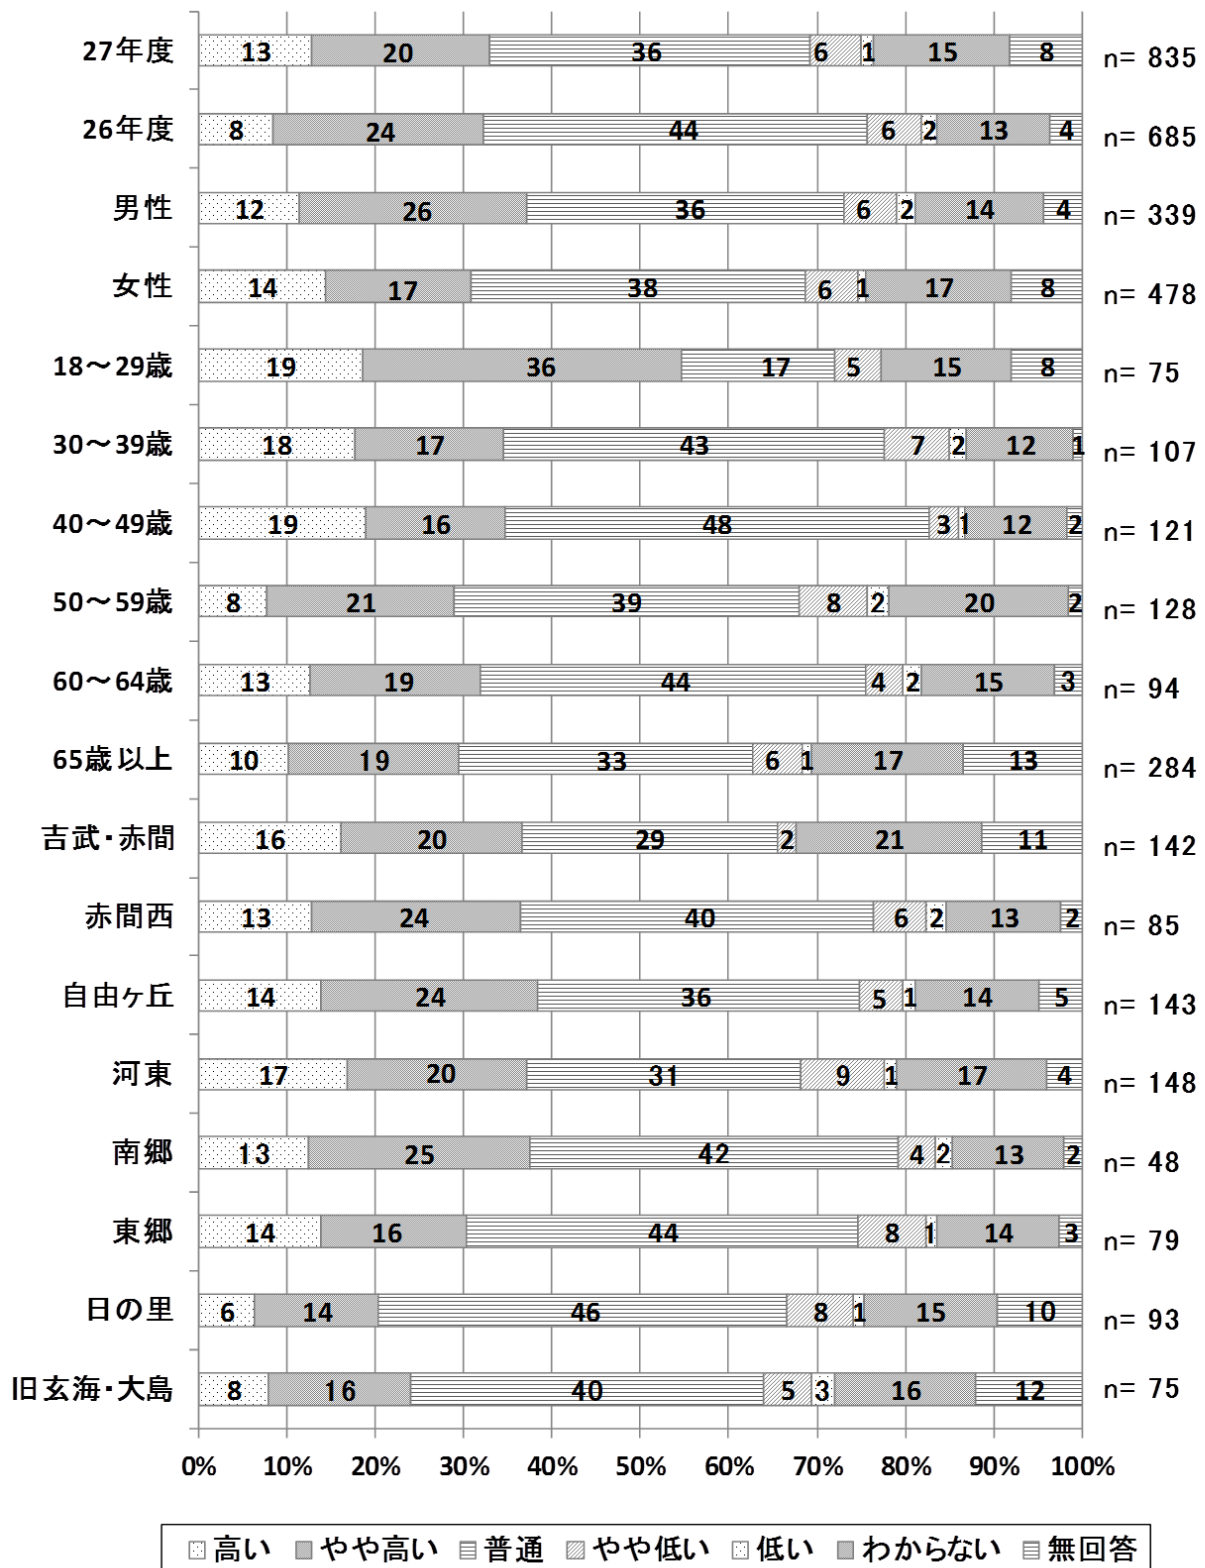 27年度 13 20 36 6 1 15 8 n= 835
26年度 8 24 44 6 2 13 4 n= 685
男性 12 26 36 6 2 14 4 n= 339
女性 14 17 38 6 1 17 8 n= 478
18～29歳 19 36 17 5 15 8 n= 75
30～39歳 18 17 43 7 2 12 1 n= 107
40～49歳 19 16 48 3 1 12 2 n= 121
50～59歳 8 21 39 8 2 20 2 n= 128
60～64歳 13 19 44 4 2 15 3 n= 94
65歳以上 10 19 33 6 1 17 13 n= 284
吉武・赤間 16 20 29 2 21 11 n= 142
赤間西 13 24 40 6 2 13 2 n= 85
自由ヶ丘 14 24 36 5 1 14 5 n= 143
河東 17 20 31 9 1 17 4 n= 148
南郷 13 25 42 4 2 13 2 n= 48
東郷 14 16 44 8 1 14 3 n= 79
日の里 6 14 46 8 1 15 10 n= 93
旧玄海・大島 8 16 40 5 3 16 12 n= 75
0% 10% 20% 30% 40% 50% 60% 70% 80% 90% 100%
高い やや高い 普通 やや低い 低い わからない 無回答